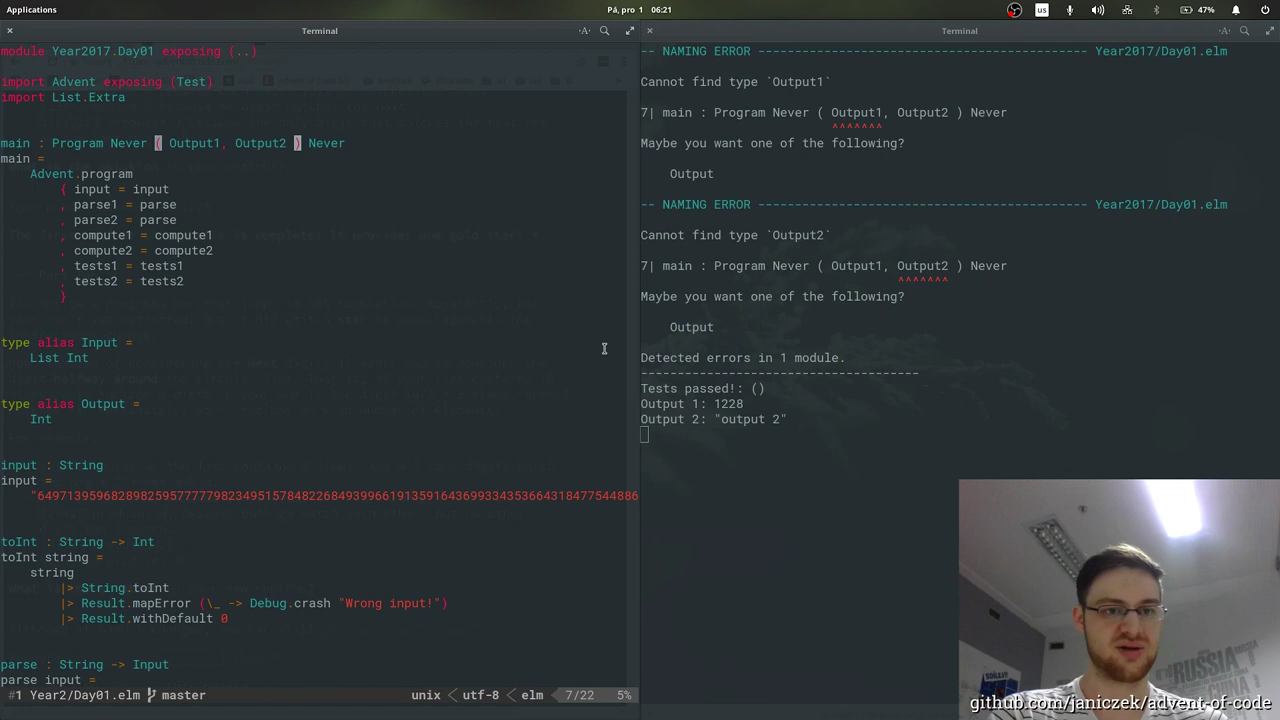 Applications
Pá, pro 1 06:21
us
47%
Terminal
module Year2017.Day01 exposing (..)
import Advent exposing (Test)
import List.Extra
main : Program Never ( Output1, Output2 ) Never
main =
Advent.program
{ input = input
, parse1 = parse
, parse2 = parse
, compute1 = compute1
, compute2 = compute2
, tests1 = tests1
, tests2 = tests2
}
type alias Input =
List Int
type alias Output =
Int
input : String
input =
"6497139596828982595777779823495157848226849399661913591643699334353664318477544886
toInt : String -> Int
toInt string =
string
|> String.toInt
|> Result.mapError (\_ -> Debug.crash "Wrong input!")
|> Result.withDefault 0
parse : String -> Input
parse input =
#1 Year2/Day01.elm master unix < utf-8 < elm 7/22 5%
Terminal
-- NAMING ERROR ---------------------------------------- Year2017/Day01.elm
Cannot find type `Output1`
7| main : Program Never ( Output1, Output2 ) Never
^^^^^^^
Maybe you want one of the following?
Output
-- NAMING ERROR ---------------------------------------- Year2017/Day01.elm
Cannot find type `Output2`
7| main : Program Never ( Output1, Output2 ) Never
^^^^^^^
Maybe you want one of the following?
Output
Detected errors in 1 module.
--------------------------------------
Tests passed!: ()
Output 1: 1228
Output 2: "output 2"
RUSSIA
github.com/janiczek/advent-of-code